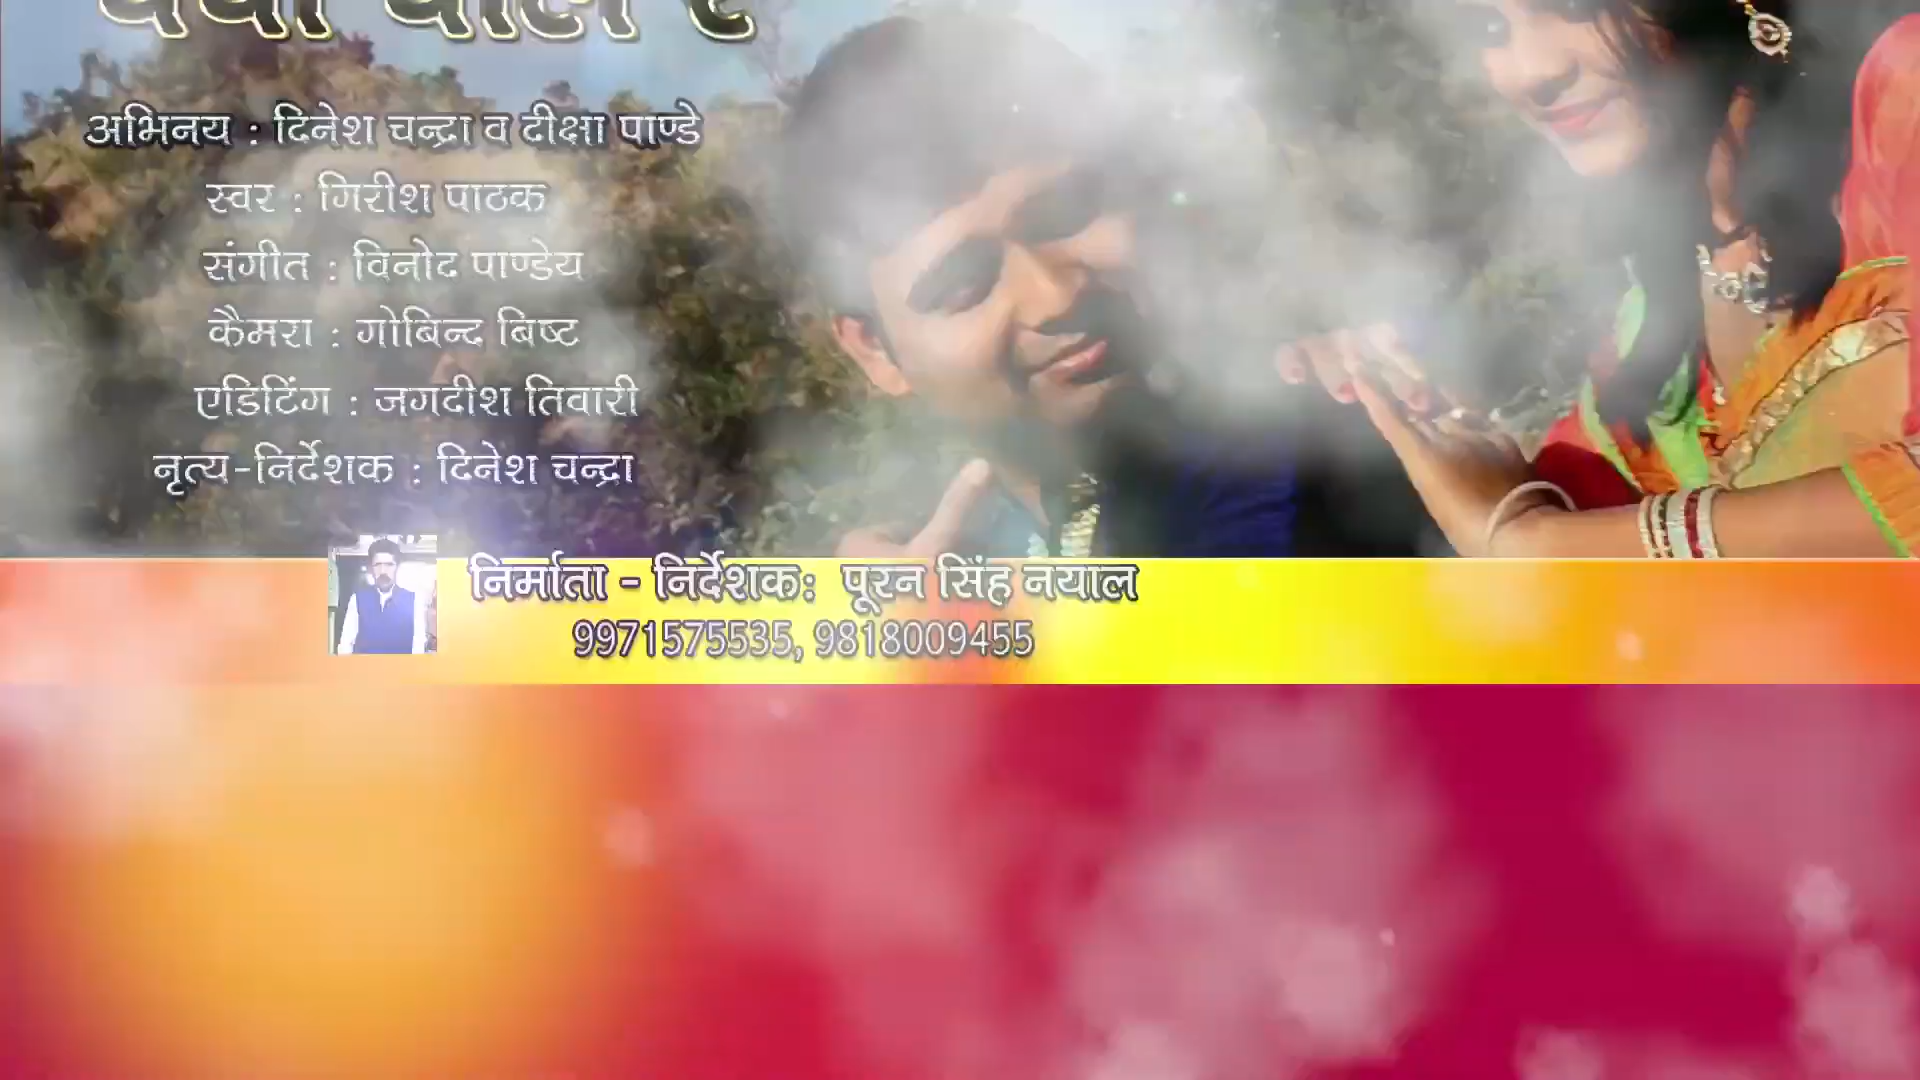 अभिनय : दिनेश चन्द्रा व दीक्षा पाण्डे
स्वर : गिरीश पाठक
संगीत : विनोद पाण्डेय
कैमरा : गोबिन्द बिष्ट
एडिटिंग : जगदीश तिवारी
नृत्य-निर्देशक : दिनेश चन्द्रा
निर्माता - निर्देशक: पूरन सिंह नयाल
9971575535, 9818009455